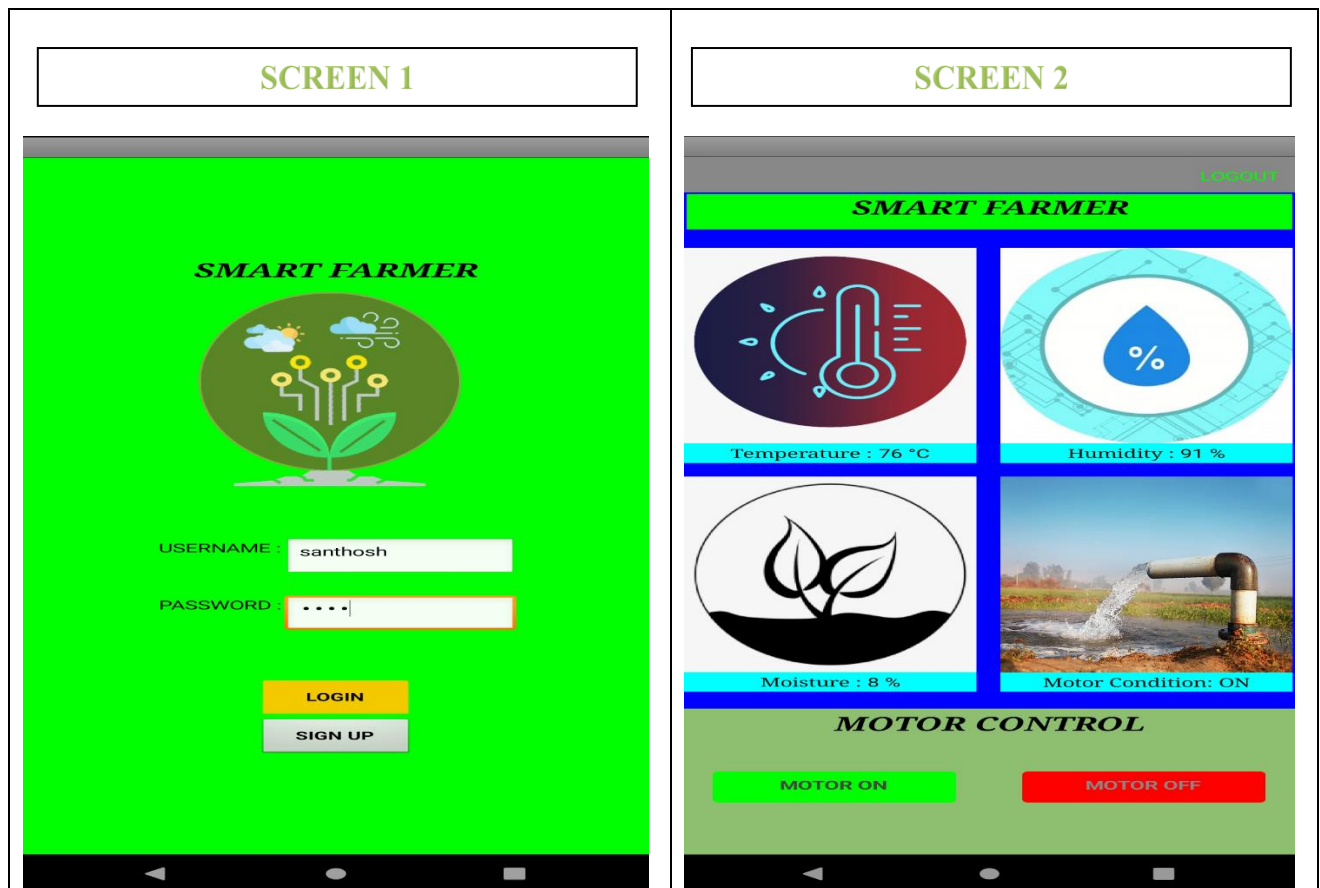 SCREEN 1
SMART FARMER
USERNAME :
santhosh
PASSWORD :
••••
LOGIN
SIGN UP
SCREEN 2
LOGOUT
SMART FARMER
%
Temperature : 76 °C
Humidity : 91 %
Moisture : 8 %
Motor Condition: ON
MOTOR CONTROL
MOTOR ON
MOTOR OFF